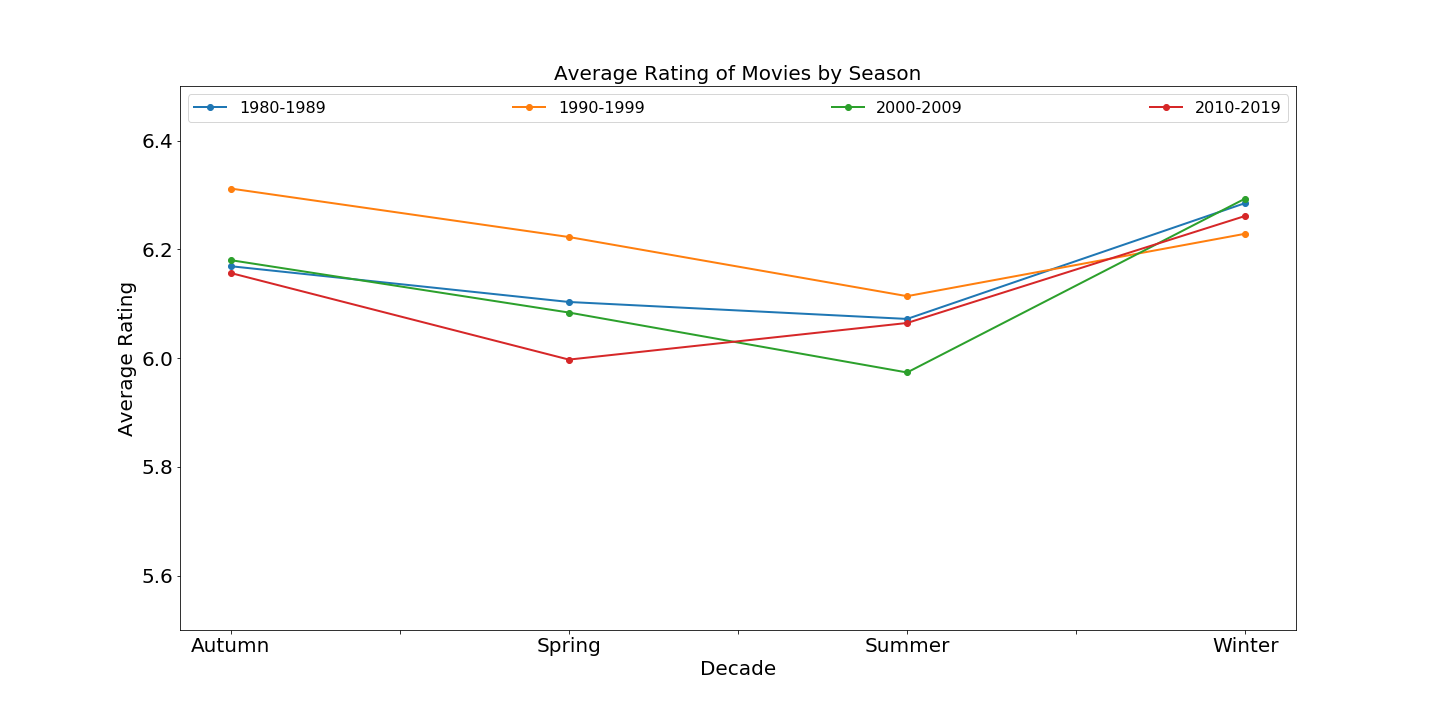 Average Rating of Movies by Season
1980-1989 1990-1999 2000-2009 2010-2019
Average Rating
6.4
6.2
6.0
5.8
5.6
Autumn Spring Summer Winter
Decade